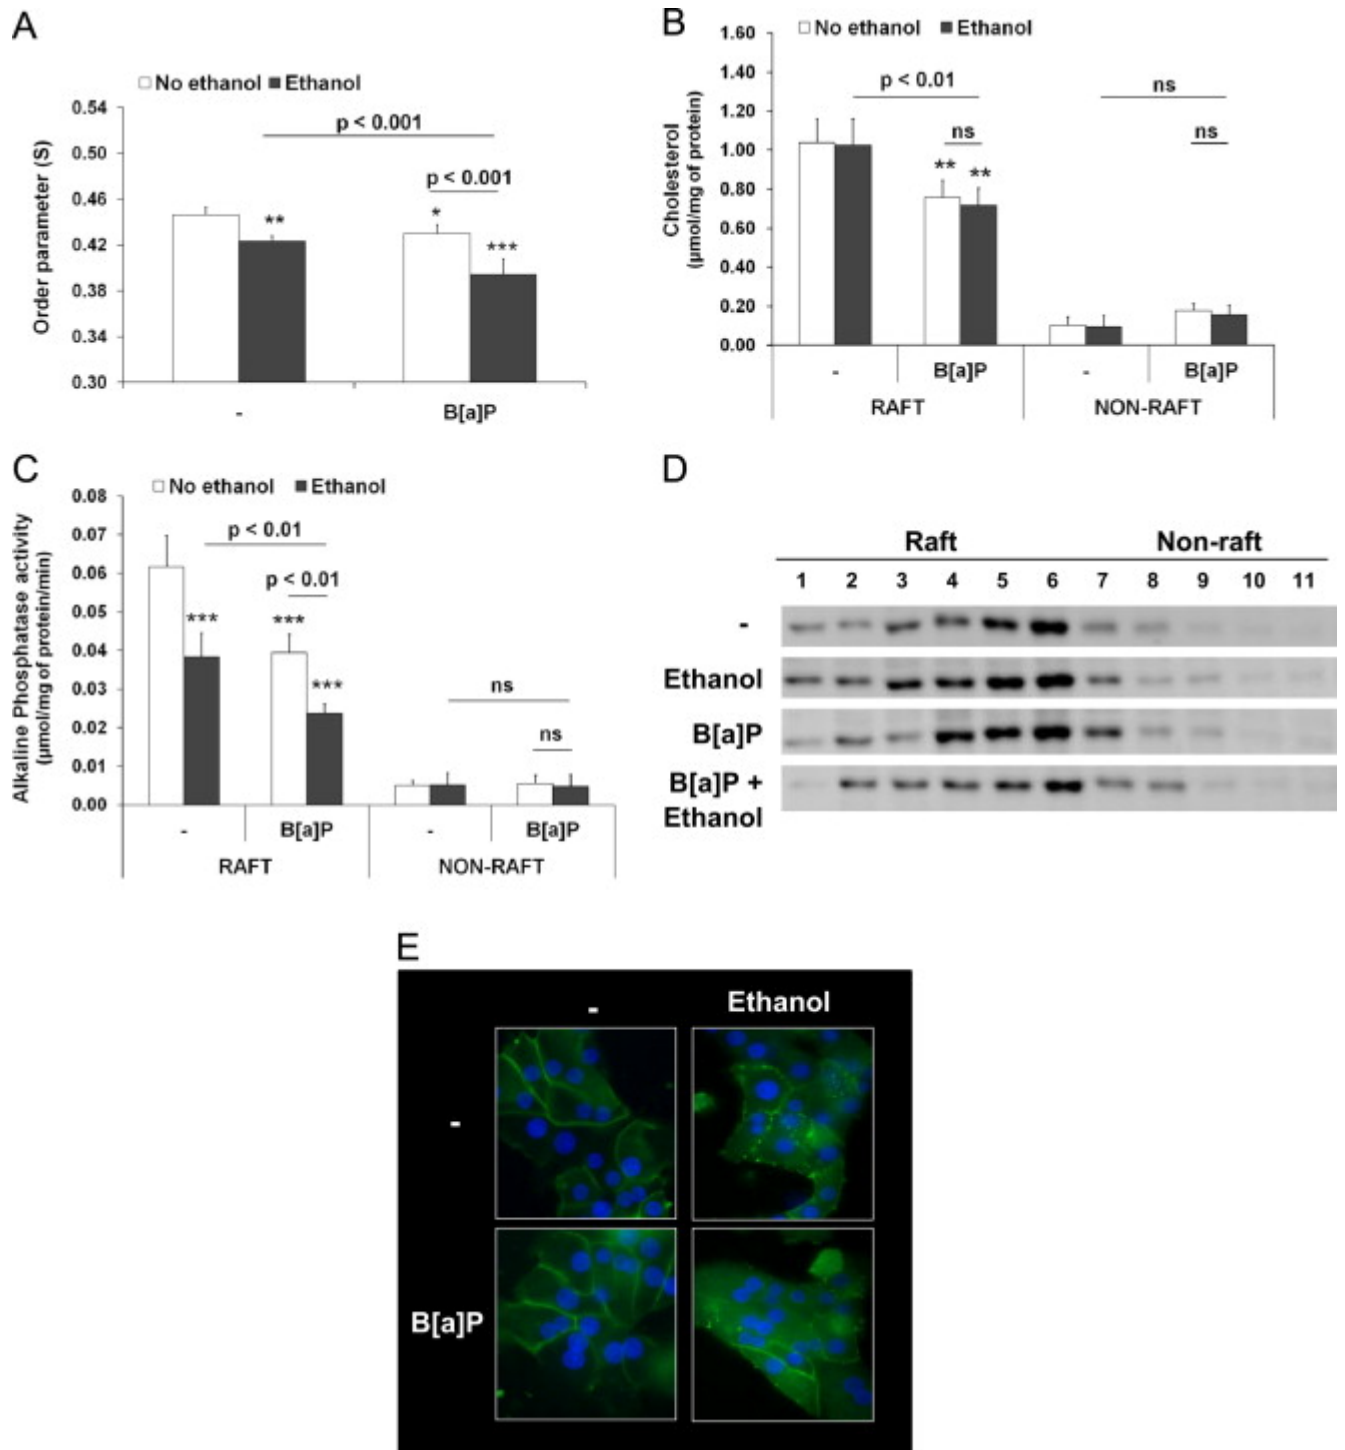 A
No ethanol Ethanol
0.54
0.50
0.46
0.42
0.38
0.34
0.30
Order parameter (S)
p < 0.001
p < 0.001
**
*
***
-
B[a]P
B
No ethanol Ethanol
1.60
1.40
1.20
1.00
0.80
0.60
0.40
0.20
0.00
Cholesterol
(µmol/mg of protein)
p < 0.01
ns
ns
ns
** **
- B[a]P - B[a]P
RAFT NON-RAFT
C
No ethanol Ethanol
0.08
0.07
0.06
0.05
0.04
0.03
0.02
0.01
0.00
Alkaline Phosphatase activity
(µmol/mg of protein/min)
p < 0.01
p < 0.01
*** ***
***
ns
ns
- B[a]P - B[a]P
RAFT NON-RAFT
D
Raft Non-raft
1 2 3 4 5 6 7 8 9 10 11
-
Ethanol
B[a]P
B[a]P +
Ethanol
E
- Ethanol
-
B[a]P